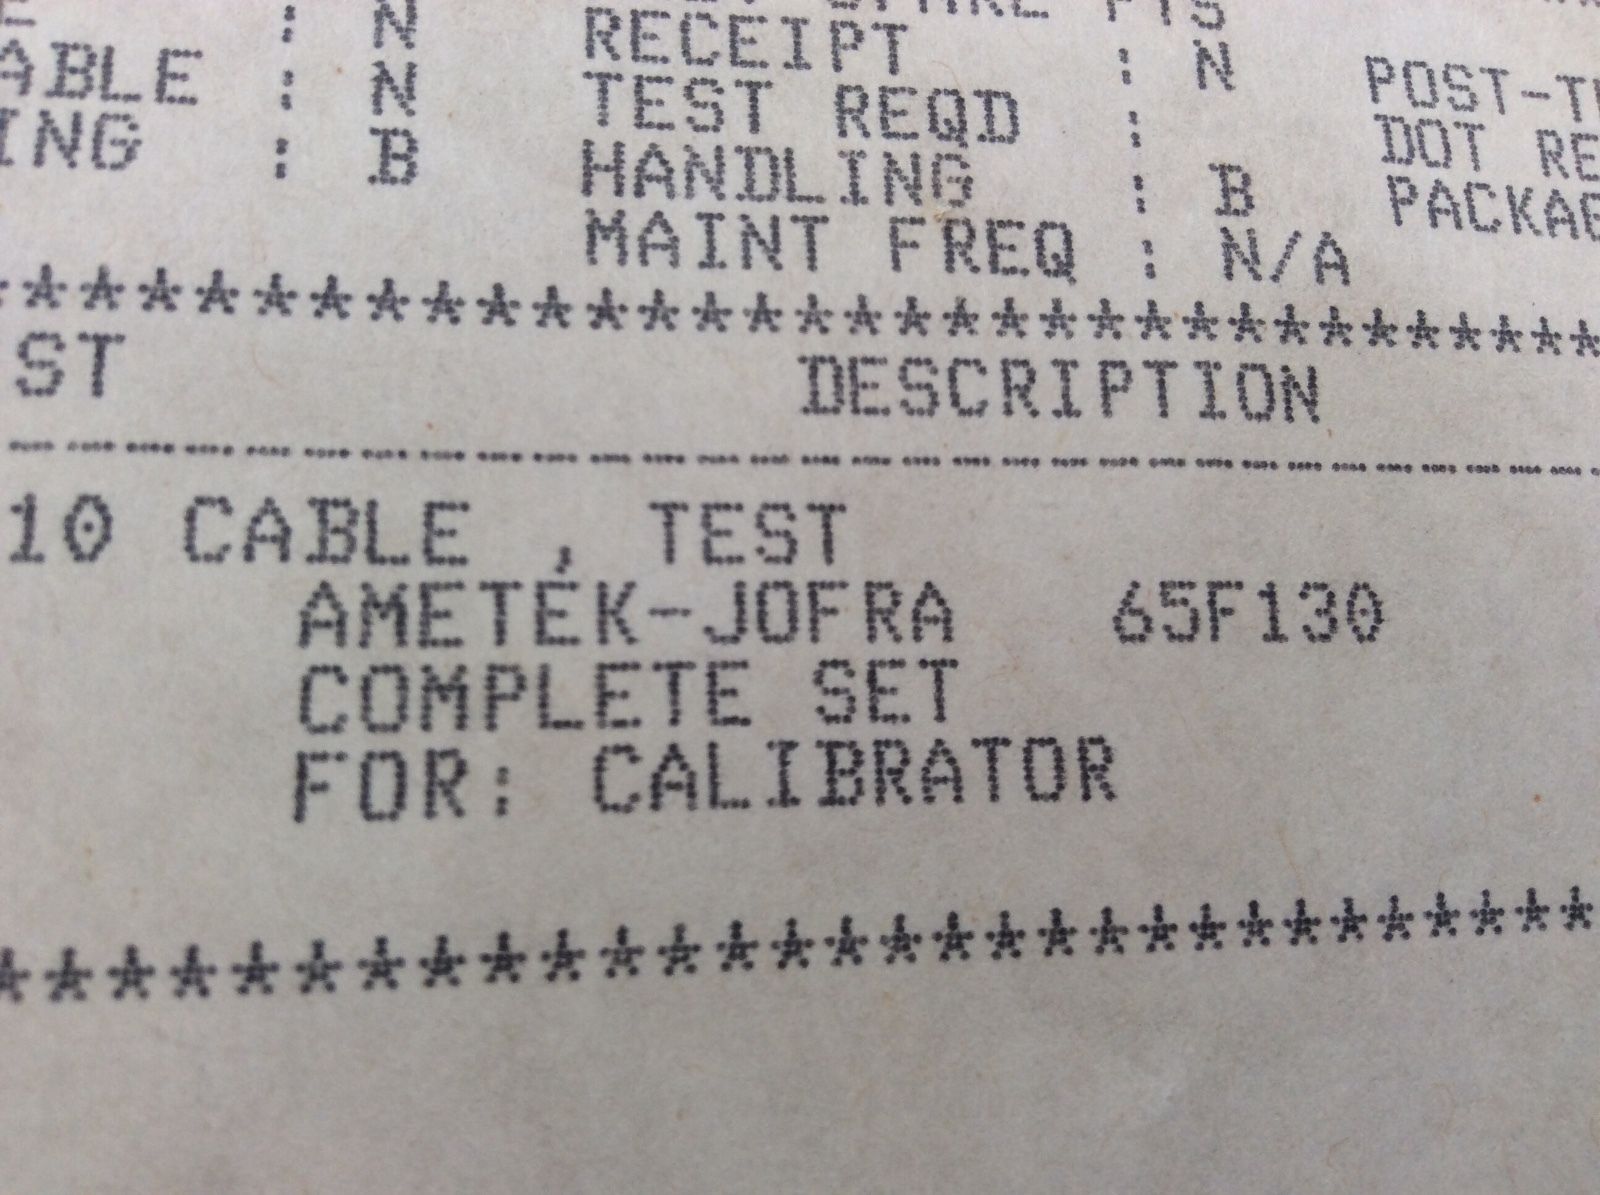 ABLE : N RECEIPT : N POST-T
ING : B TEST REQD : DOT RE
HANDLING : B PACKAG
MAINT FREQ : N/A
******************************
ST DESCRIPTION
--------------------------------
10 CABLE , TEST
AMETEK-JOFRA 65F130
COMPLETE SET
FOR: CALIBRATOR
******************************